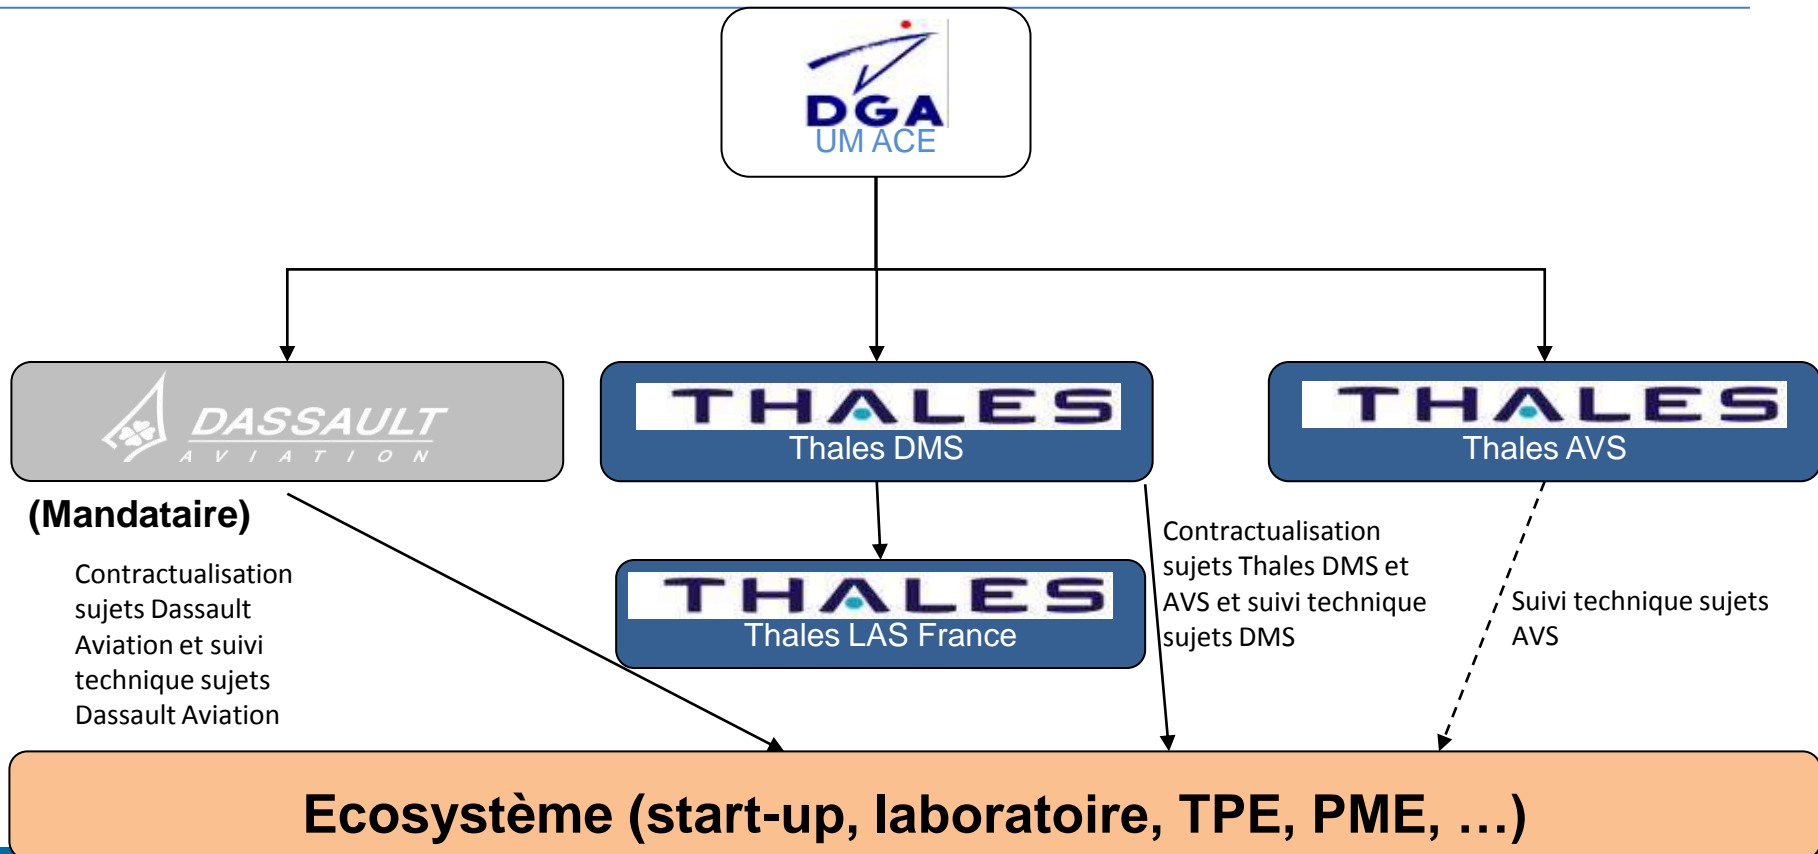 DGA
UM ACE
DASSAULT
AVIATION
THALES
Thales DMS
THALES
Thales AVS
(Mandataire)
Contractualisation
sujets Dassault
Aviation et suivi
technique sujets
Dassault Aviation
THALES
Thales LAS France
Contractualisation
sujets Thales DMS et
AVS et suivi technique
sujets DMS
Suivi technique sujets
AVS
Ecosystème (start-up, laboratoire, TPE, PME, …)